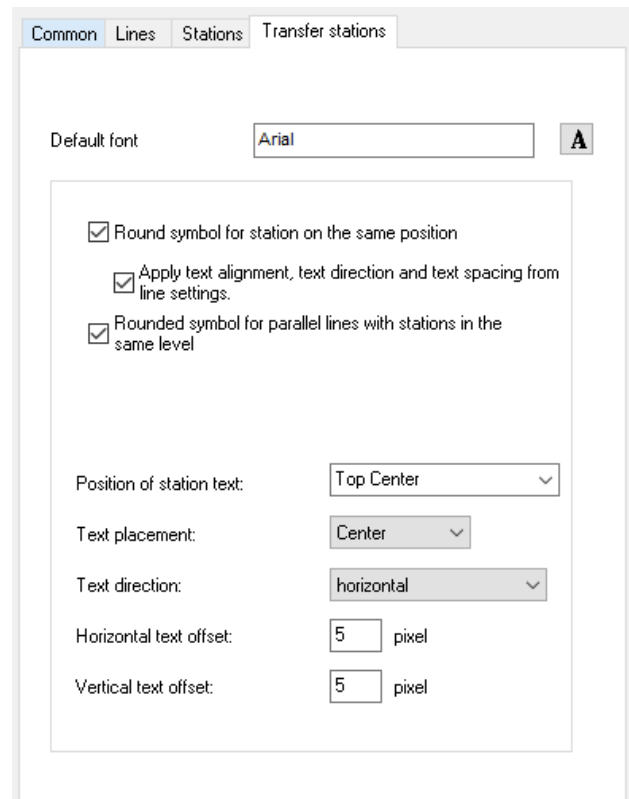 Common Lines Stations Transfer stations
Default font Arial A
Round symbol for station on the same position
Apply text alignment, text direction and text spacing from
line settings.
Rounded symbol for parallel lines with stations in the
same level
Position of station text: Top Center
Text placement: Center
Text direction: horizontal
Horizontal text offset: 5 pixel
Vertical text offset: 5 pixel